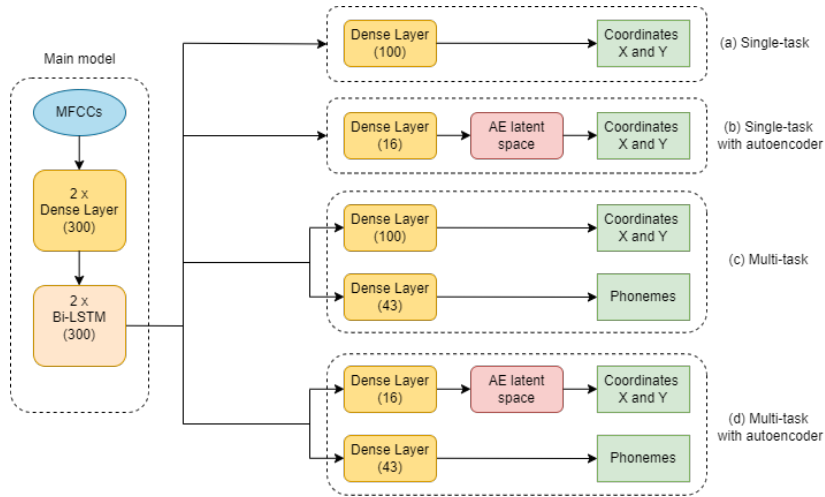 Main model
MFCCs
2 x
Dense Layer
(300)
2 x
Bi-LSTM
(300)
Dense Layer
(100)
Coordinates
X and Y
(a) Single-task
Dense Layer
(16)
AE latent
space
Coordinates
X and Y
(b) Single-task
with autoencoder
Dense Layer
(100)
Coordinates
X and Y
Dense Layer
(43)
Phonemes
(c) Multi-task
Dense Layer
(16)
AE latent
space
Coordinates
X and Y
Dense Layer
(43)
Phonemes
(d) Multi-task
with autoencoder